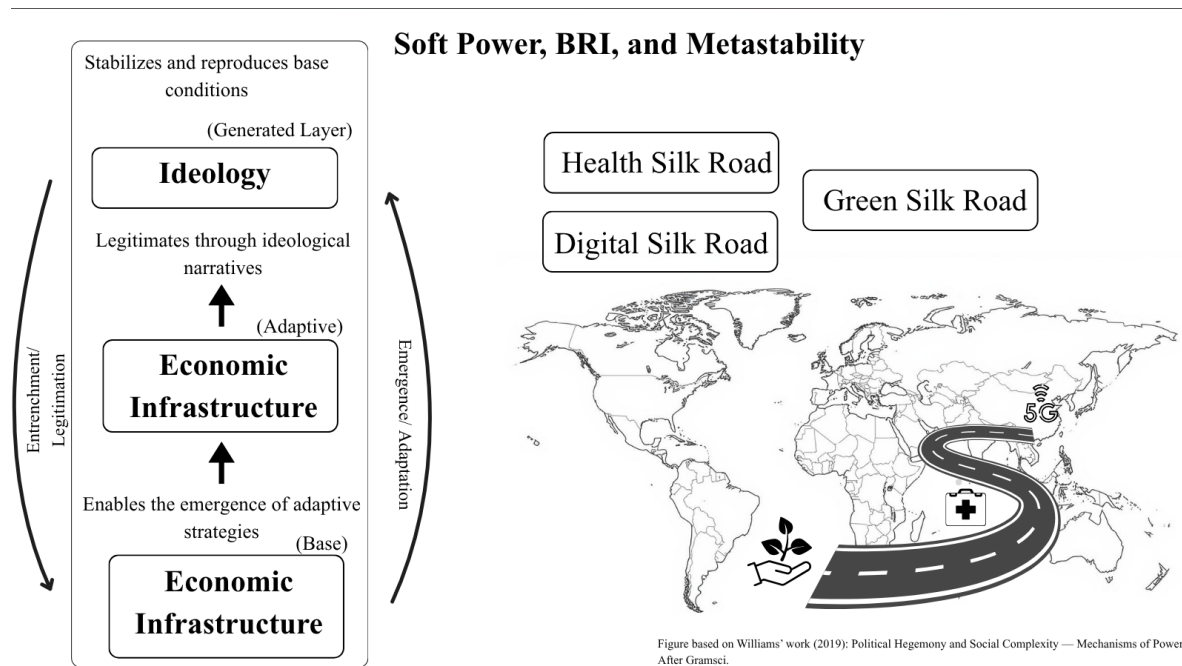 Soft Power, BRI, and Metastability
Stabilizes and reproduces base
conditions
(Generated Layer)
Ideology
Legitimates through ideological
narratives
(Adaptive)
Economic
Infrastructure
Enables the emergence of adaptive
strategies
(Base)
Economic
Infrastructure
Entrenchment/
Legitimation
Emergence/ Adaptation
Health Silk Road
Green Silk Road
Digital Silk Road
5G
Figure based on Williams' work (2019): Political Hegemony and Social Complexity — Mechanisms of Power
After Gramsci.